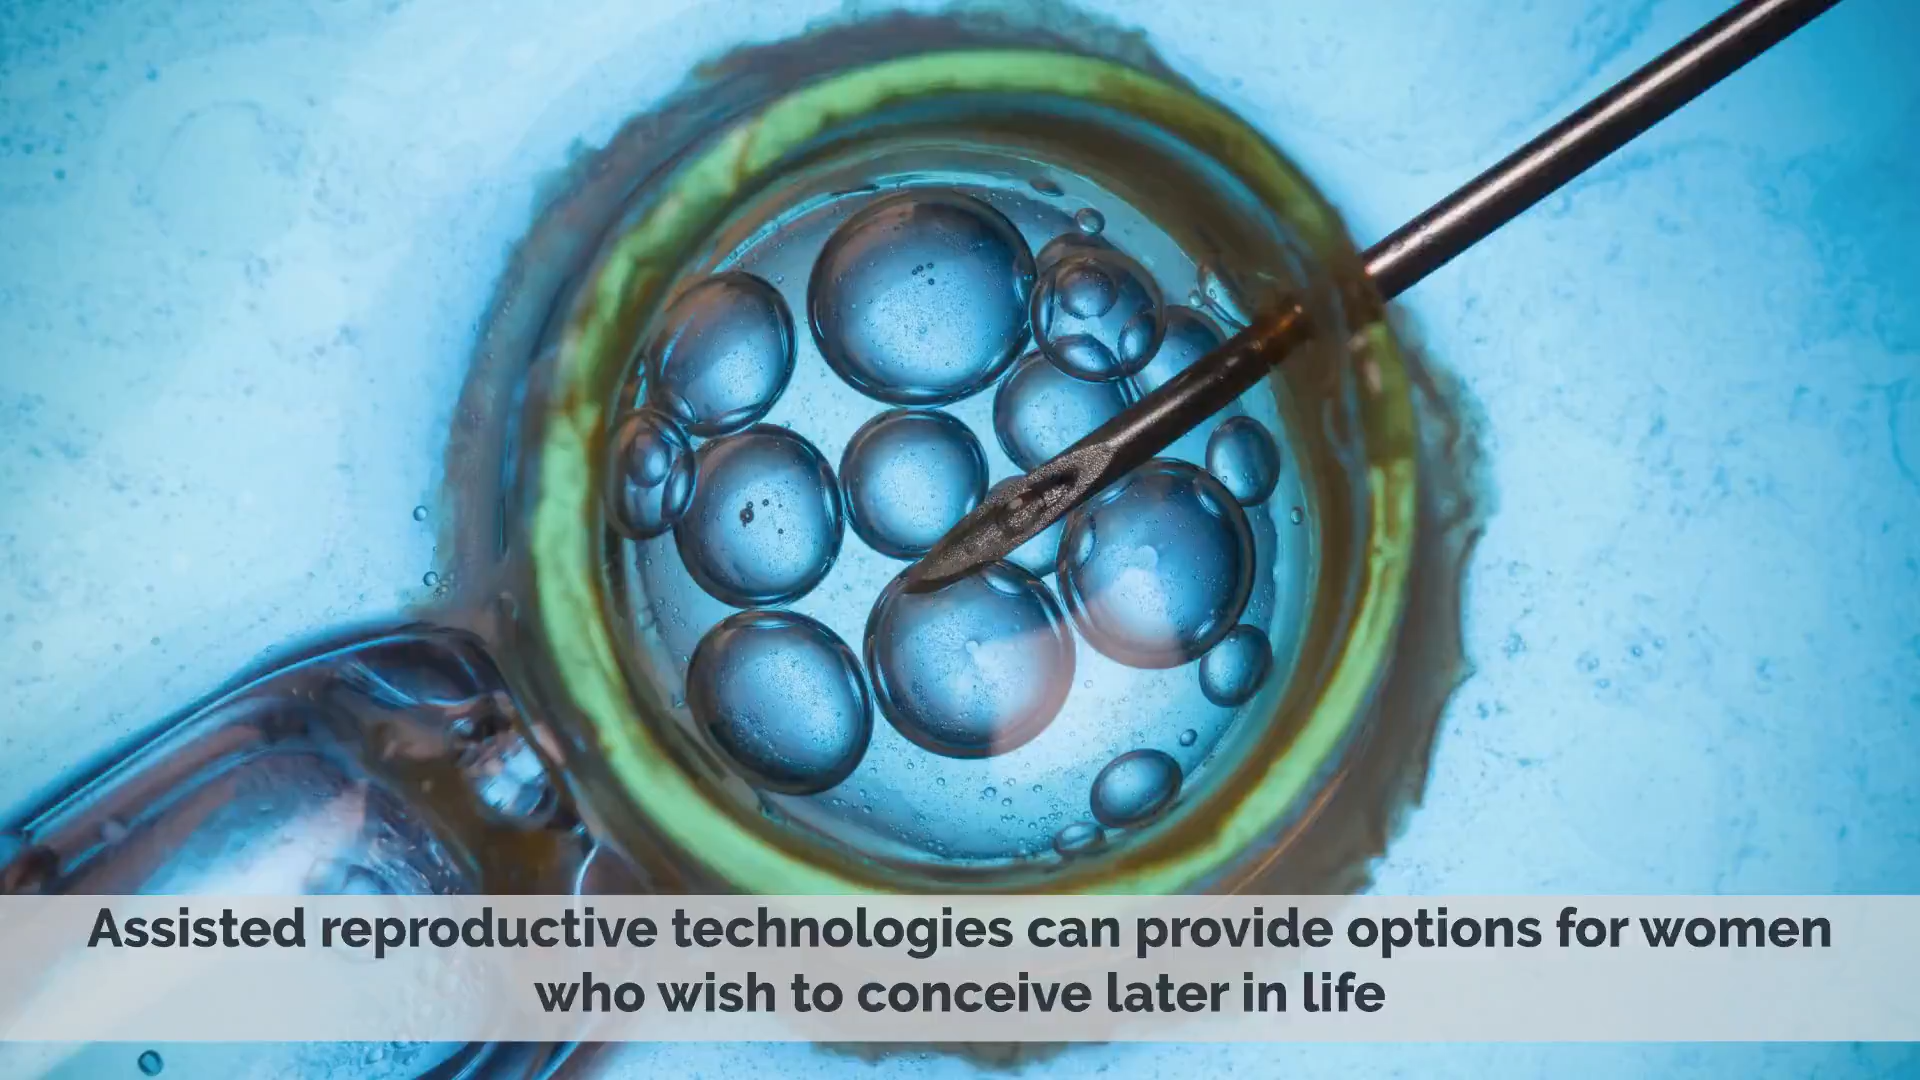 Assisted reproductive technologies can provide options for women
who wish to conceive later in life